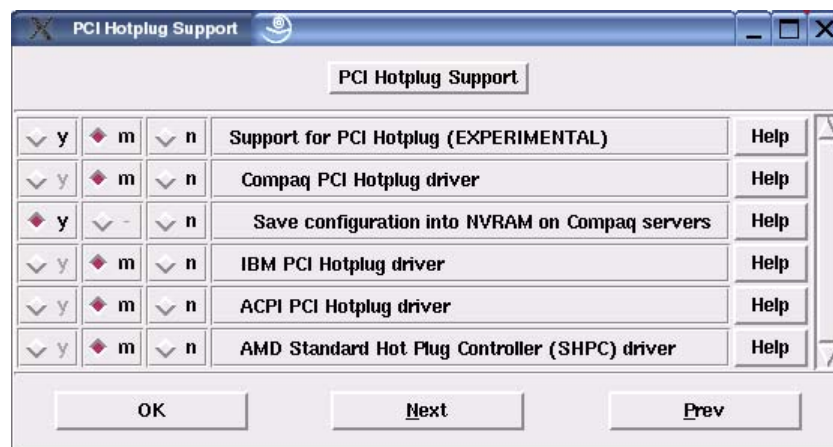 PCI Hotplug Support
PCI Hotplug Support
y m n Support for PCI Hotplug (EXPERIMENTAL) Help
y m n Compaq PCI Hotplug driver Help
y - n Save configuration into NVRAM on Compaq servers Help
y m n IBM PCI Hotplug driver Help
y m n ACPI PCI Hotplug driver Help
y m n AMD Standard Hot Plug Controller (SHPC) driver Help
OK Next Prev